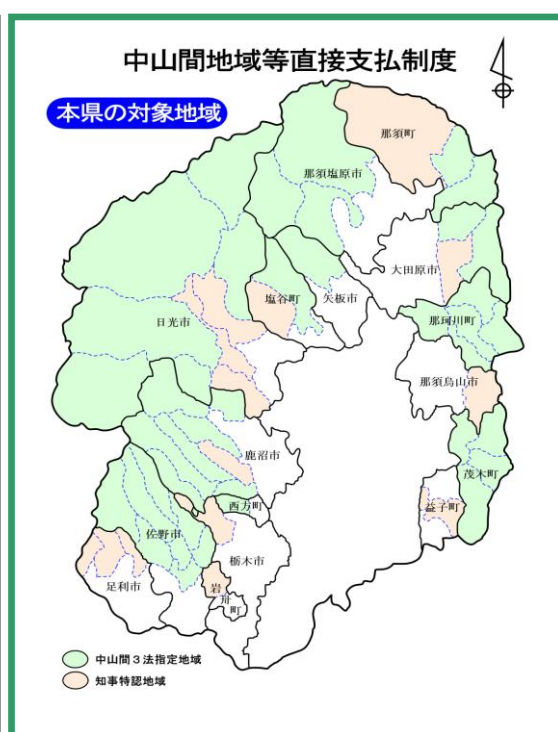 中山間地域等直接支払制度
本県の対象地域
那須町
那須塩原市
大田原市
塩谷町
矢板市
日光市
那珂川町
那須烏山市
鹿沼市
茂木町
西方町
益子町
佐野市
栃木市
足利市
岩舟町
中山間３法指定地域
知事特認地域